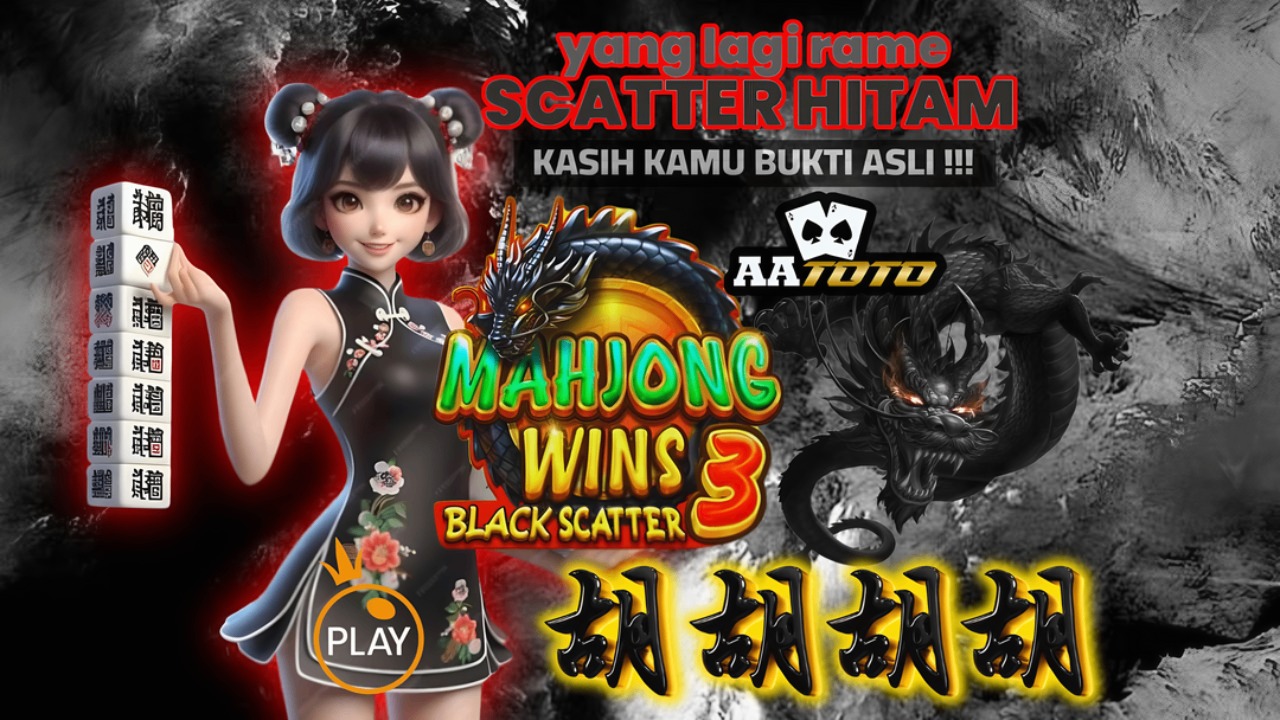 yang lagi rame
SCATTER HITAM
KASIH KAMU BUKTI ASLI !!!
AATOTO
MAHJONG
WINS 3
BLACK SCATTER
PLAY
胡 胡 胡 胡